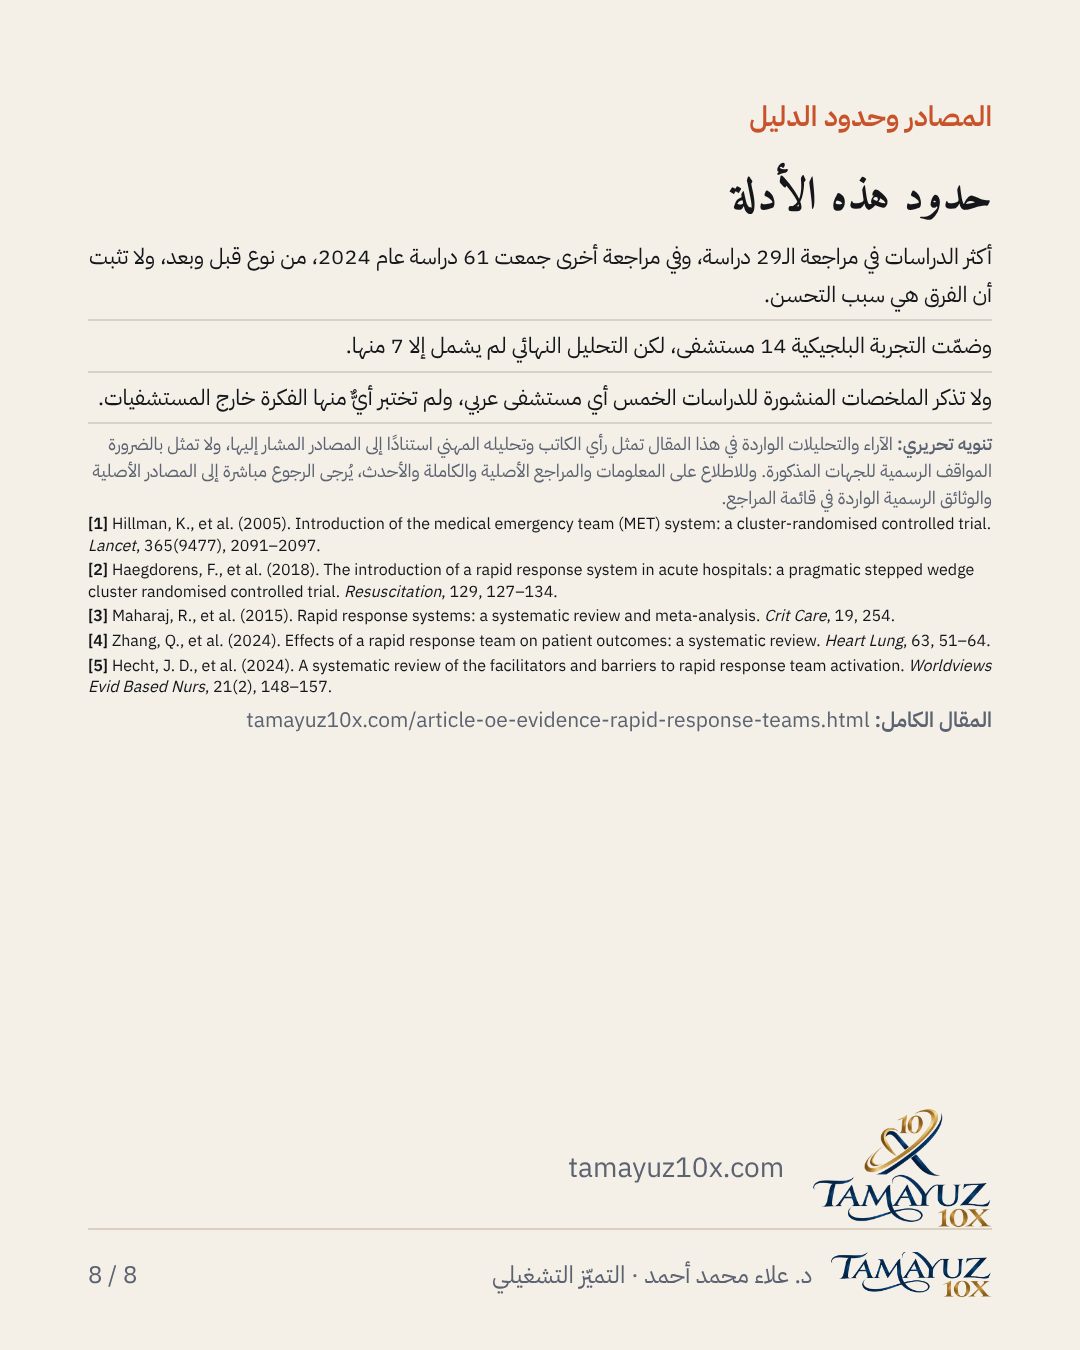 المصادر وحدود الدليل
حدود هذه الأدلة
أكثر الدراسات في مراجعة الـ29 دراسة، وفي مراجعة أخرى جمعت 61 دراسة عام 2024، من نوع قبل وبعد، ولا تثبت
أن الفرق هي سبب التحسن.
وضمّت التجربة البلجيكية 14 مستشفى، لكن التحليل النهائي لم يشمل إلا 7 منها.
ولا تذكر الملخصات المنشورة للدراسات الخمس أي مستشفى عربي، ولم تختبر أيٌّ منها الفكرة خارج المستشفيات.
تنويه تحريري: الآراء والتحليلات الواردة في هذا المقال تمثل رأي الكاتب وتحليله المهني استنادًا إلى المصادر المشار إليها، ولا تمثل بالضرورة
المواقف الرسمية للجهات المذكورة. وللاطلاع على المعلومات والمراجع الأصلية والكاملة والأحدث، يُرجى الرجوع مباشرة إلى المصادر الأصلية
والوثائق الرسمية الواردة في قائمة المراجع.
[1] Hillman, K., et al. (2005). Introduction of the medical emergency team (MET) system: a cluster-randomised controlled trial.
Lancet, 365(9477), 2091–2097.
[2] Haegdorens, F., et al. (2018). The introduction of a rapid response system in acute hospitals: a pragmatic stepped wedge
cluster randomised controlled trial. Resuscitation, 129, 127–134.
[3] Maharaj, R., et al. (2015). Rapid response systems: a systematic review and meta-analysis. Crit Care, 19, 254.
[4] Zhang, Q., et al. (2024). Effects of a rapid response team on patient outcomes: a systematic review. Heart Lung, 63, 51–64.
[5] Hecht, J. D., et al. (2024). A systematic review of the facilitators and barriers to rapid response team activation. Worldviews
Evid Based Nurs, 21(2), 148–157.
المقال الكامل: tamayuz10x.com/article-oe-evidence-rapid-response-teams.html
10
TAMAYUZ
10X
tamayuz10x.com
TAMAYUZ
10X
د. علاء محمد أحمد · التميّز التشغيلي
8 / 8